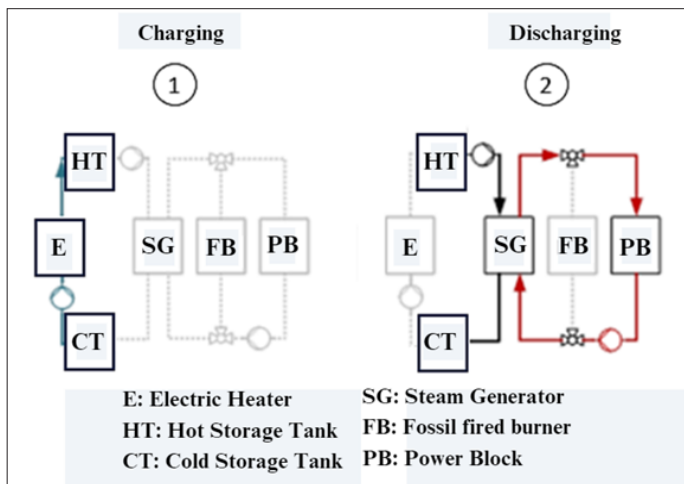 Charging
Discharging
1
2
HT
HT
E
SG
FB
PB
E
SG
FB
PB
CT
CT
E: Electric Heater
SG: Steam Generator
HT: Hot Storage Tank
FB: Fossil fired burner
CT: Cold Storage Tank
PB: Power Block